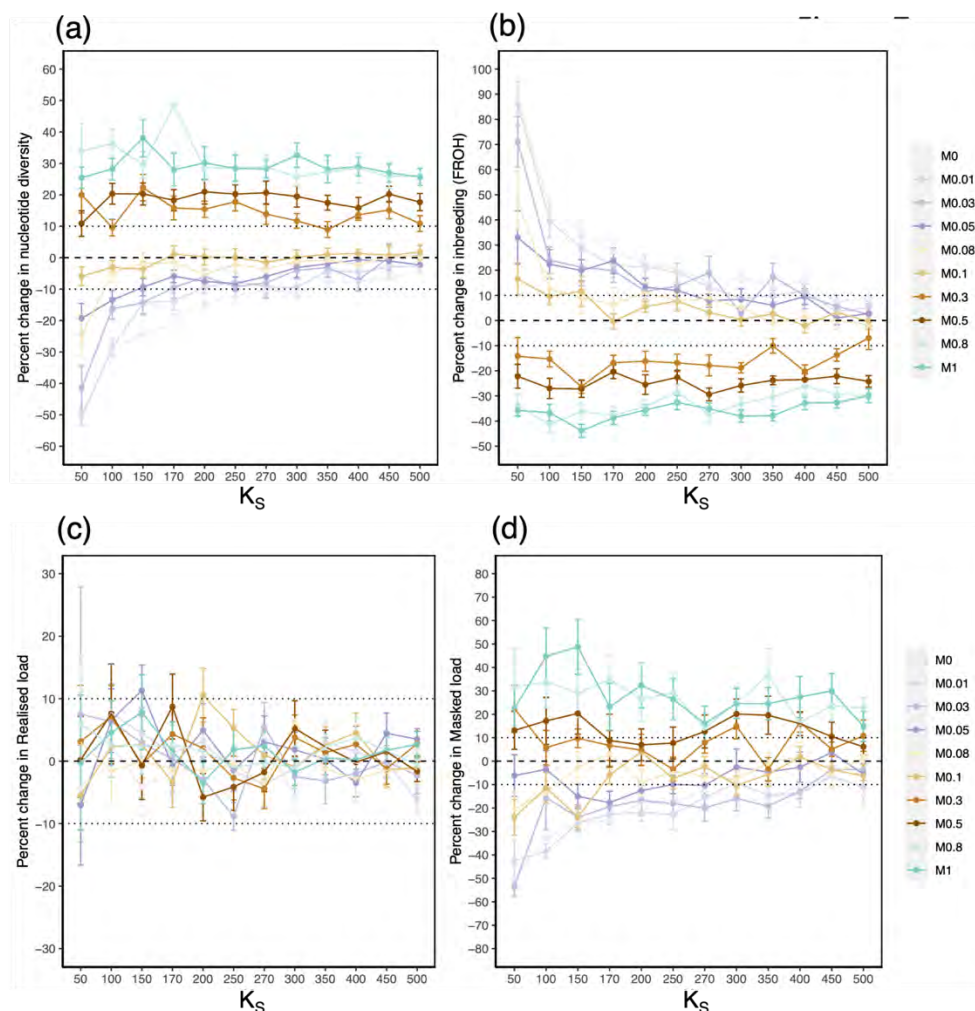 (a)
(b)
Percent change in nucleotide diversity
60
50
40
30
20
10
0
−10
−20
−30
−40
−50
−60
50 100 150 170 200 250 270 300 350 400 450 500
K_S
Percent change in inbreeding (FROH)
100
90
80
70
60
50
40
30
20
10
0
−10
−20
−30
−40
−50
50 100 150 170 200 250 270 300 350 400 450 500
K_S
M0
M0.01
M0.03
M0.05
M0.08
M0.1
M0.3
M0.5
M0.8
M1
(c)
(d)
Percent change in Realised load
30
20
10
0
−10
−20
−30
50 100 150 170 200 250 270 300 350 400 450 500
K_S
Percent change in Masked load
80
70
60
50
40
30
20
10
0
−10
−20
−30
−40
−50
−60
−70
−80
50 100 150 170 200 250 270 300 350 400 450 500
K_S
M0
M0.01
M0.03
M0.05
M0.08
M0.1
M0.3
M0.5
M0.8
M1